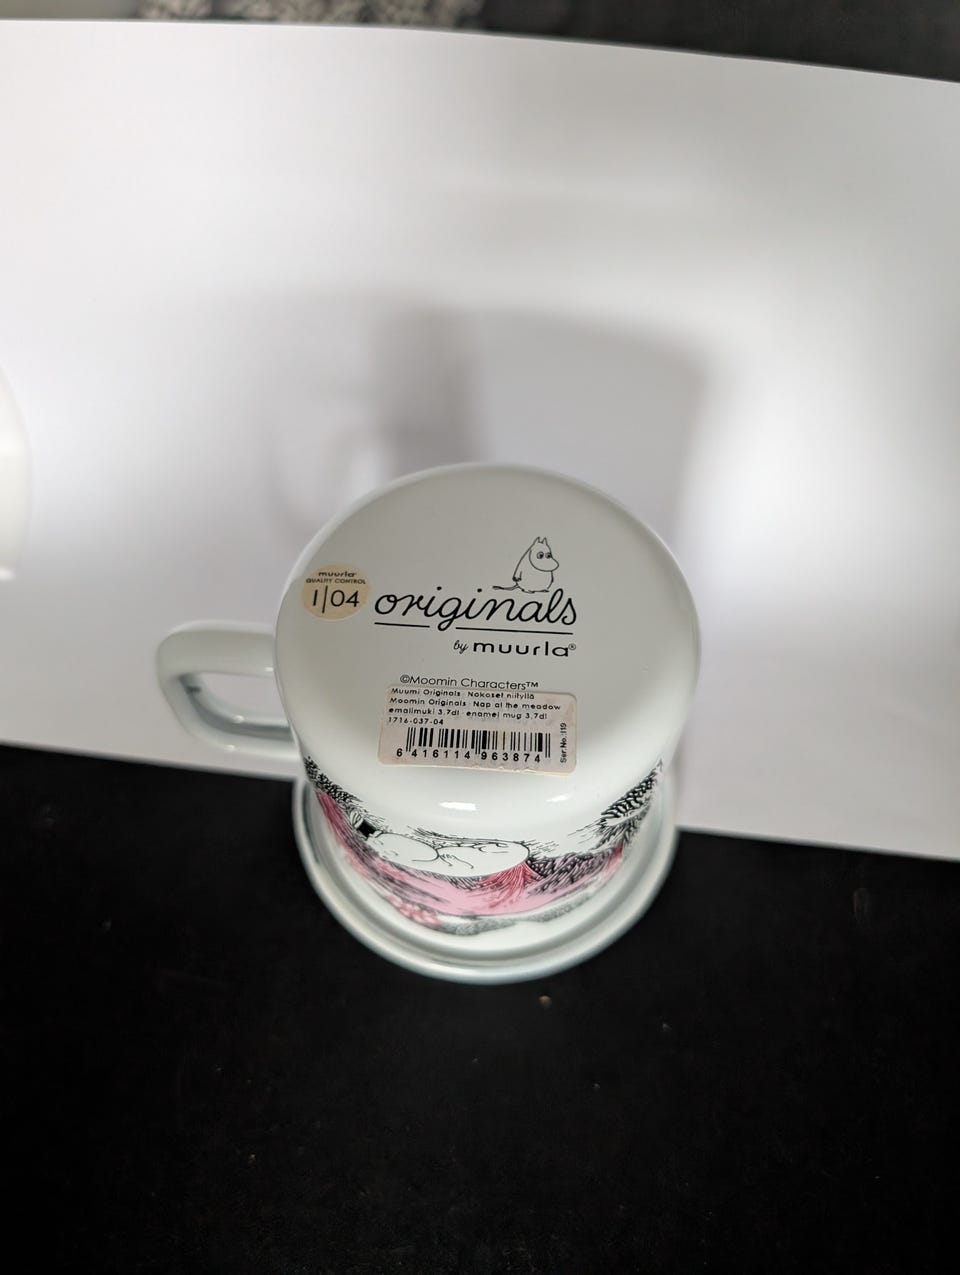 muurla
QUALITY CONTROL
1|04
originals
by muurla®
©Moomin Characters™
Muumi Originals Nokoset niityllä
Moomin Originals Nap at the meadow
emalimuki 3.7dl enamel mug 3.7dl
1716-037-04
6 416114 963874
Ser.No.:119